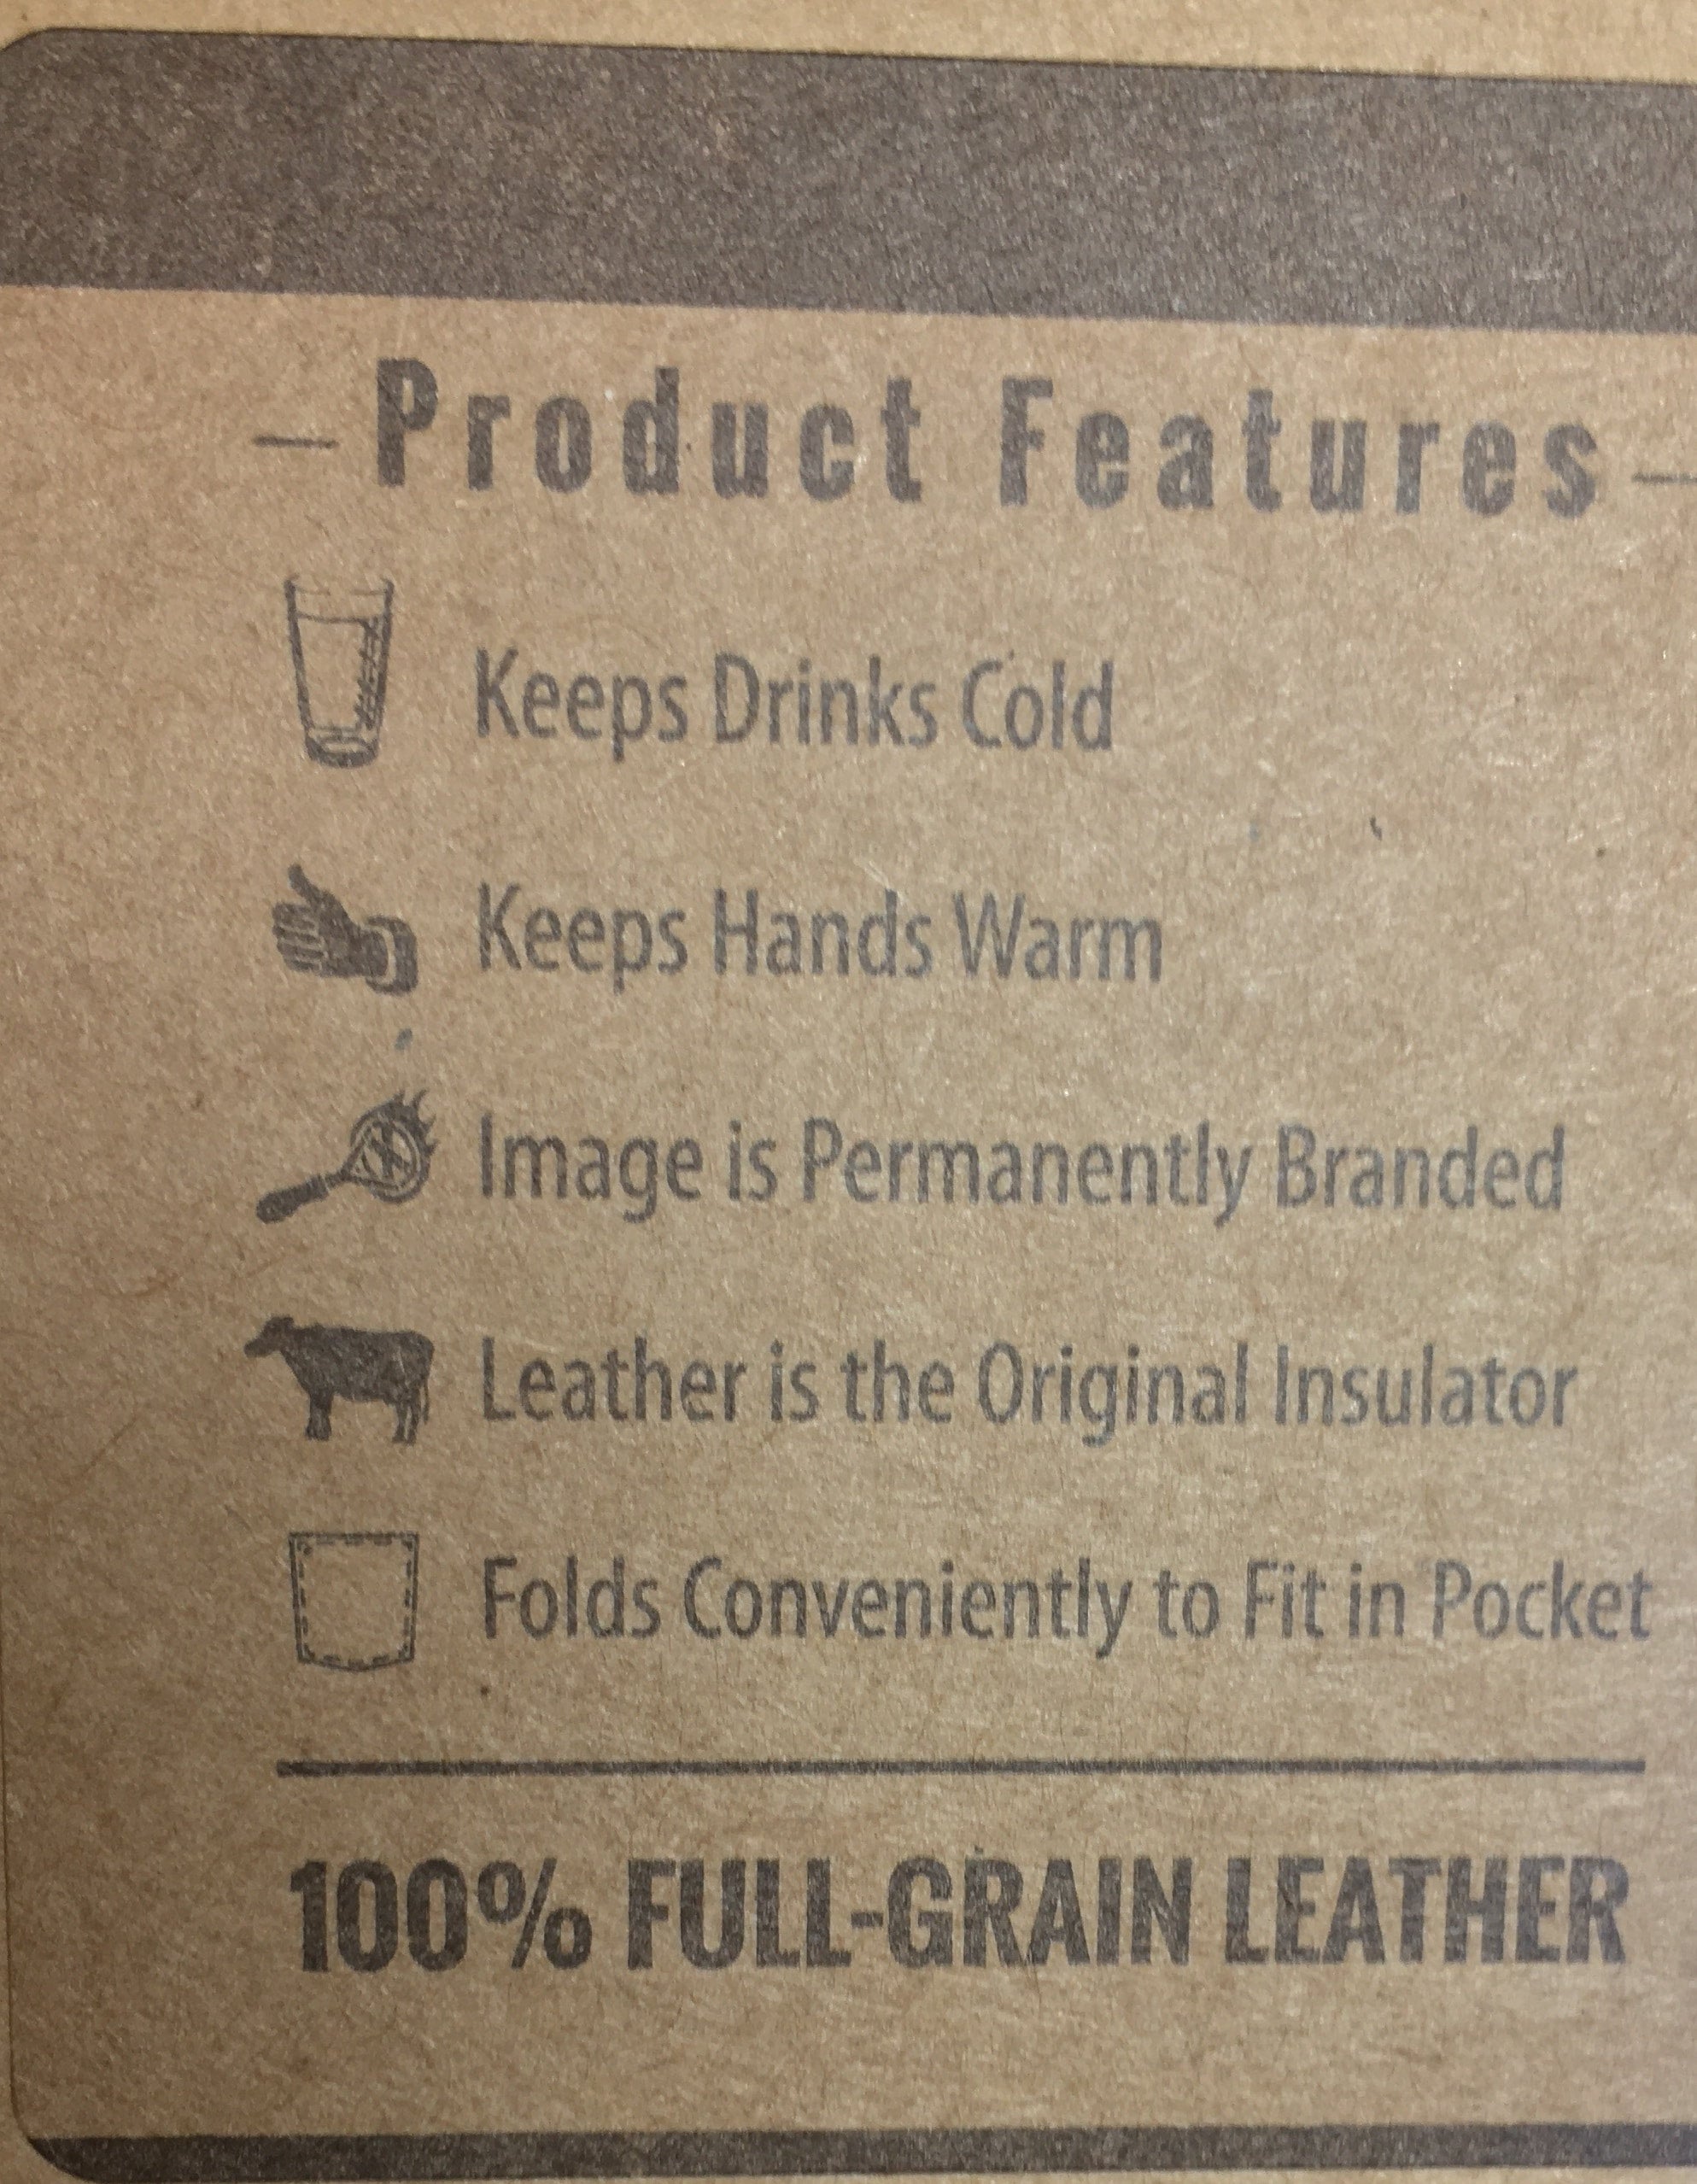 Product Features
Keeps Drinks Cold
Keeps Hands Warm
Image is Permanently Branded
Leather is the Original Insulator
Folds Conveniently to Fit in Pocket
100% FULL-GRAIN LEATHER